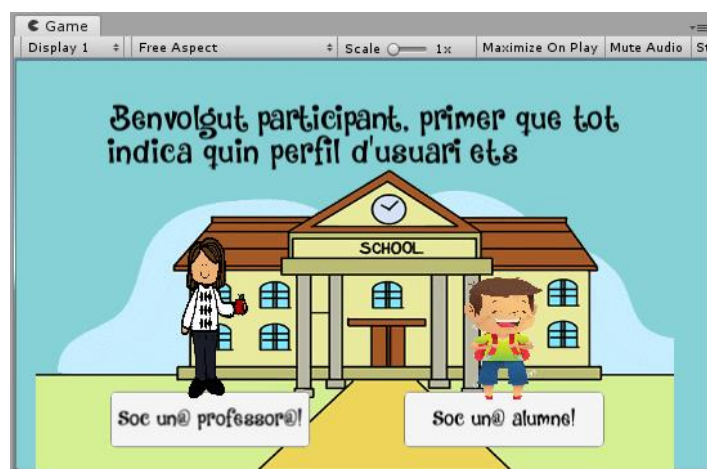 Game
Display 1 Free Aspect Scale 1x Maximize On Play Mute Audio St
Benvolgut participant, primer que tot
indica quin perfil d'usuari ets
SCHOOL
Soc un@ professor@!
Soc un@ alumne!